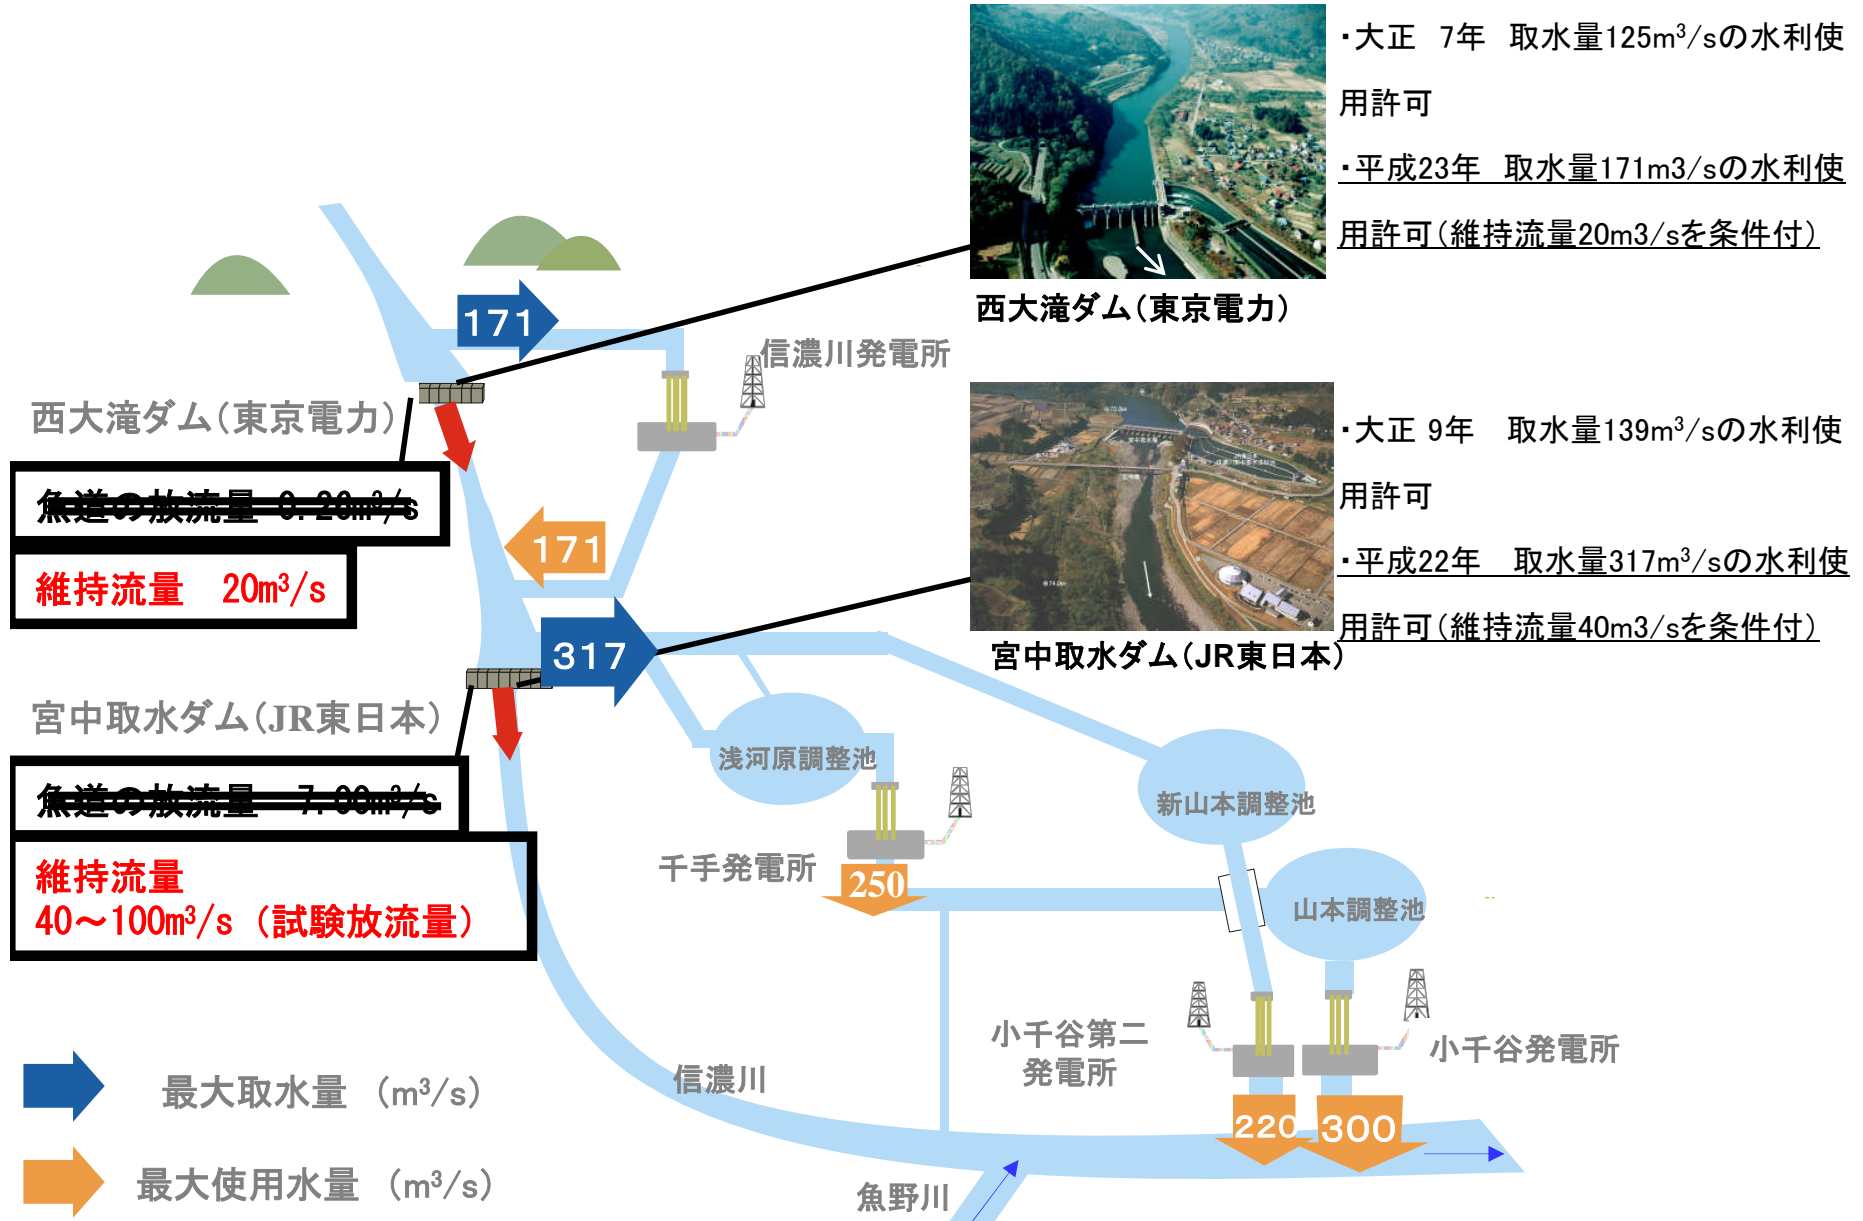 ・大正 7年 取水量125m³/sの水利使
用許可
・平成23年 取水量171m3/sの水利使
用許可(維持流量20m3/sを条件付)
西大滝ダム(東京電力)
171
信濃川発電所
西大滝ダム(東京電力)
魚道の放流量 0.20m³/s
維持流量 20m³/s
171
・大正 9年 取水量139m³/sの水利使
用許可
・平成22年 取水量317m³/sの水利使
用許可(維持流量40m3/sを条件付)
宮中取水ダム(JR東日本)
317
宮中取水ダム(JR東日本)
魚道の放流量 7.00m³/s
維持流量
40～100m³/s (試験放流量)
浅河原調整池
新山本調整池
千手発電所
250
山本調整池
小千谷第二
発電所
小千谷発電所
信濃川
220
300
魚野川
最大取水量 (m³/s)
最大使用水量 (m³/s)